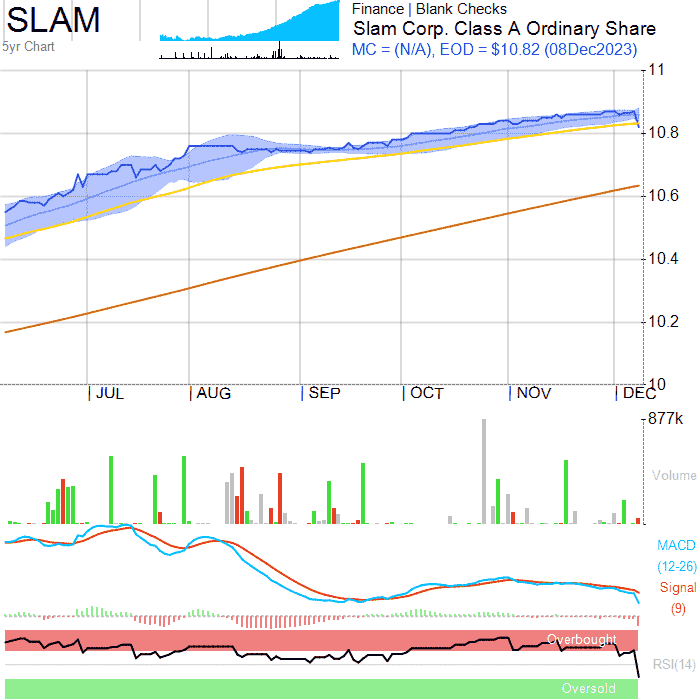 SLAM
5yr Chart
Finance | Blank Checks
Slam Corp. Class A Ordinary Share
MC = (N/A), EOD = $10.82 (08Dec2023)
11
10.8
10.6
10.4
10.2
10
JUL AUG SEP OCT NOV DEC
877k
Volume
MACD
(12-26)
Signal
(9)
Overbought
RSI(14)
Oversold